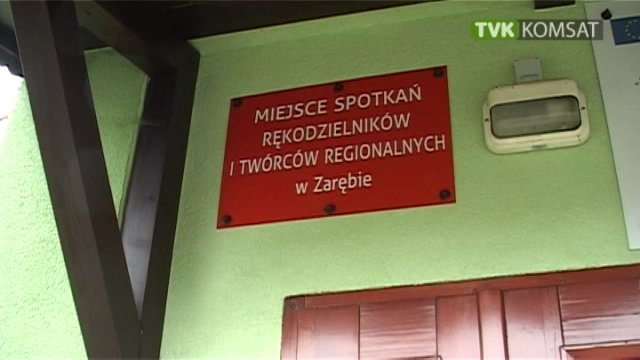 TVK KOMSAT
MIEJSCE SPOTKAŃ
RĘKODZIELNIKÓW
I TWÓRCÓW REGIONALNYCH
w Zarębie